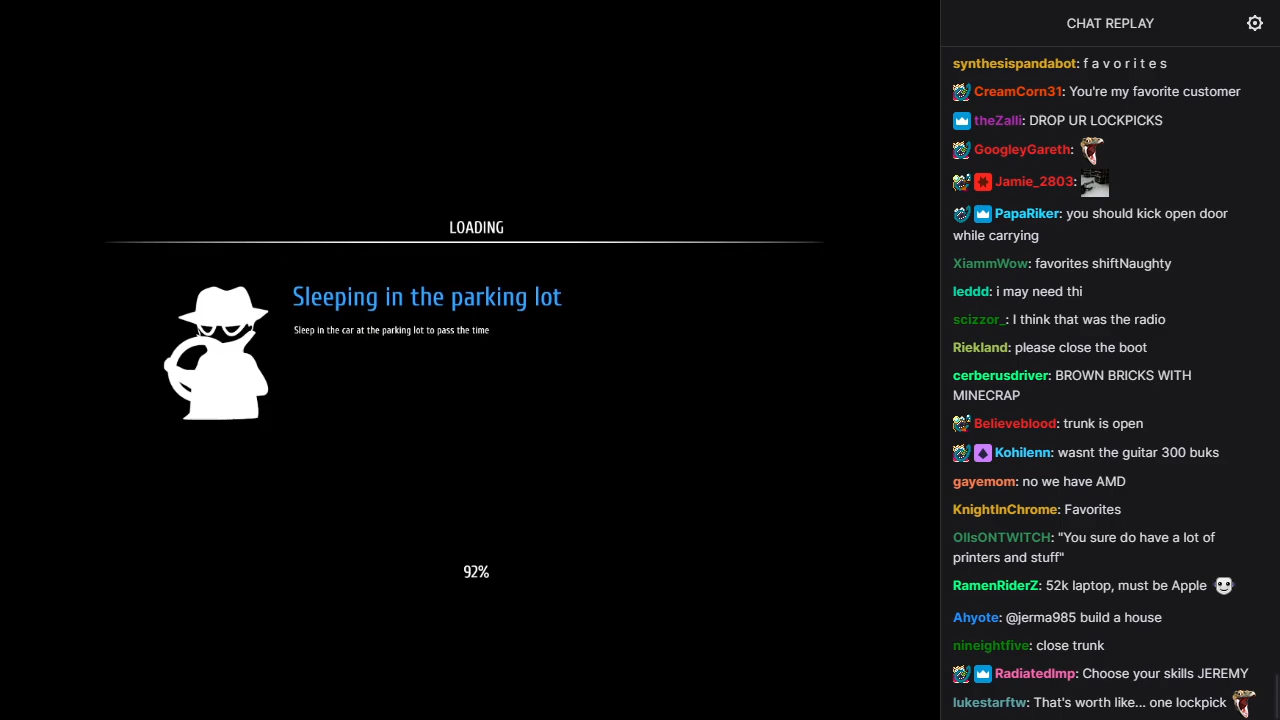 LOADING
Sleeping in the parking lot
Sleep in the car at the parking lot to pass the time
92%
CHAT REPLAY
synthesispandabot: f a v o r i t e s
CreamCorn31: You're my favorite customer
theZalli: DROP UR LOCKPICKS
GoogleyGareth:
Jamie_2803:
PapaRiker: you should kick open door
while carrying
XiammWow: favorites shiftNaughty
leddd: i may need thi
scizzor_: I think that was the radio
Riekland: please close the boot
cerberusdriver: BROWN BRICKS WITH
MINECRAP
Believeblood: trunk is open
Kohilenn: wasnt the guitar 300 buks
gayemom: no we have AMD
KnightInChrome: Favorites
OllsONTWITCH: "You sure do have a lot of
printers and stuff"
RamenRiderZ: 52k laptop, must be Apple
Ahyote: @jerma985 build a house
nineightfive: close trunk
RadiatedImp: Choose your skills JEREMY
lukestarftw: That's worth like... one lockpick